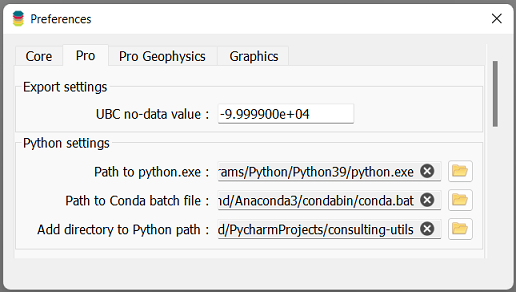 Preferences
Core Pro Pro Geophysics Graphics
Export settings
UBC no-data value : -9.999900e+04
Python settings
Path to python.exe : rams/Python/Python39/python.exe
Path to Conda batch file : nd/Anaconda3/condabin/conda.bat
Add directory to Python path : d/PycharmProjects/consulting-utils